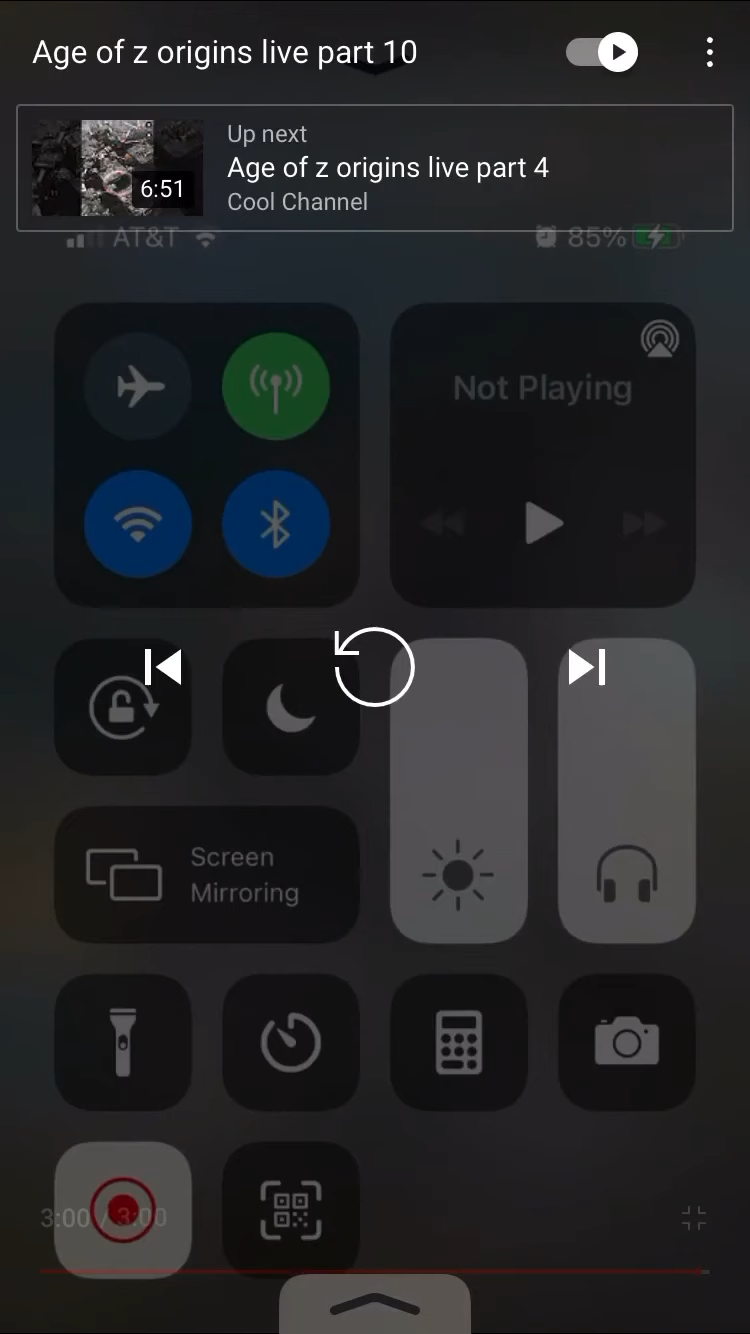 Age of z origins live part 10
Up next
Age of z origins live part 4
Cool Channel
6:51
AT&T
85%
Not Playing
Screen
Mirroring
3:00 / 3:00